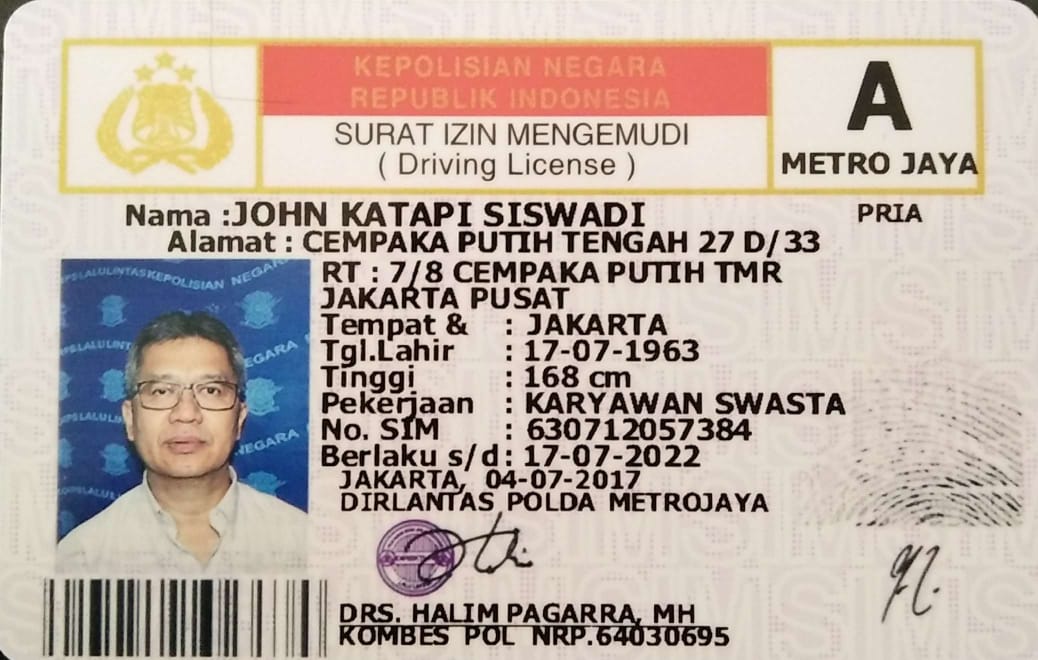 KEPOLISIAN NEGARA
REPUBLIK INDONESIA
SURAT IZIN MENGEMUDI
( Driving License )
A
METRO JAYA
Nama :JOHN KATAPI SISWADI
PRIA
Alamat : CEMPAKA PUTIH TENGAH 27 D/33
RT : 7/8 CEMPAKA PUTIH TMR
JAKARTA PUSAT
Tempat & : JAKARTA
Tgl.Lahir : 17-07-1963
Tinggi : 168 cm
Pekerjaan : KARYAWAN SWASTA
No. SIM : 630712057384
Berlaku s/d : 17-07-2022
JAKARTA, 04-07-2017
DIRLANTAS POLDA METROJAYA
DRS. HALIM PAGARRA, MH
KOMBES POL NRP.64030695